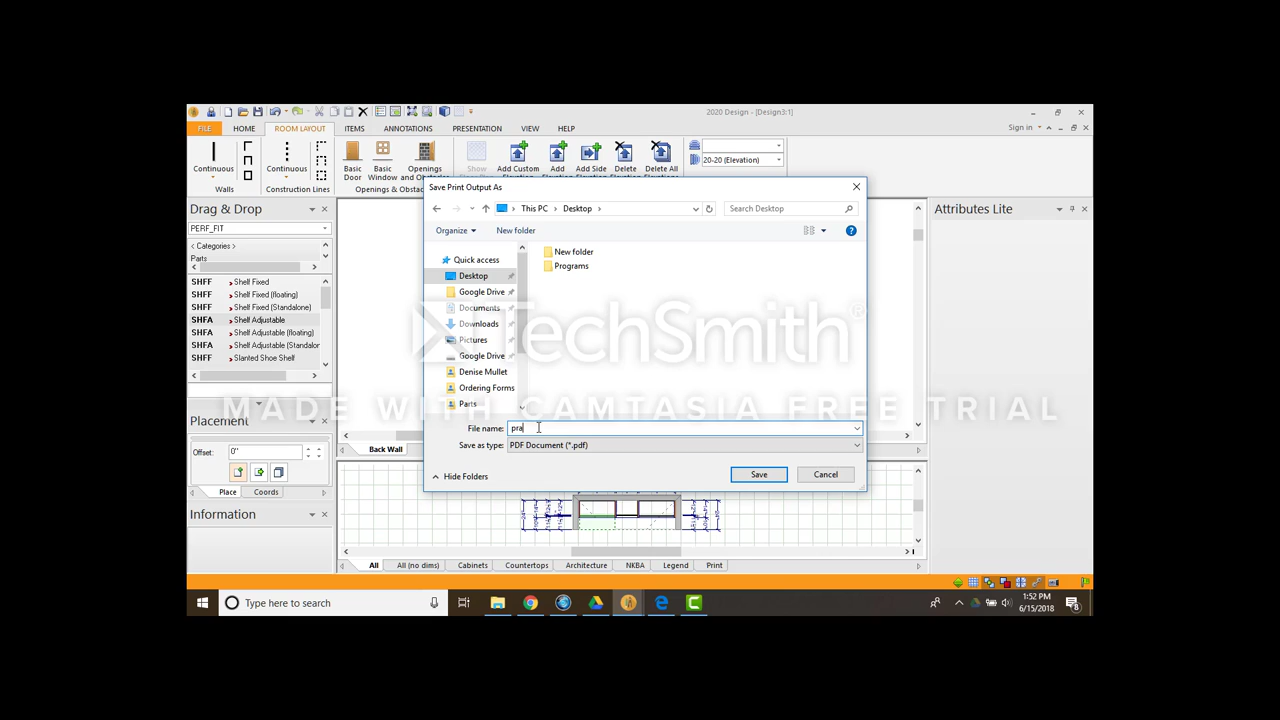 2020 Design - [Design3:1]
FILE HOME ROOM LAYOUT ITEMS ANNOTATIONS PRESENTATION VIEW HELP
Sign in
Continuous
Walls
Continuous
Construction Lines
Basic Door
Basic Window
Openings and
Openings &
Show
Add Custom
Add
Add Side
Delete
Delete All
20-20 (Elevation)
Drag & Drop
PERF_FIT
< Categories >
Parts
SHFF Shelf Fixed
SHFF Shelf Fixed (floating)
SHFF Shelf Fixed (Standalone)
SHFA Shelf Adjustable
SHFA Shelf Adjustable (floating)
SHFA Shelf Adjustable (Standalon
SHFF Slanted Shoe Shelf
Placement
Offset: 0"
Place Coords
Information
Save Print Output As
This PC > Desktop >
Search Desktop
Organize New folder
Quick access
Desktop
Google Drive
Documents
Downloads
Pictures
Google Drive
Denise Mullet
Ordering Forms
Parts
New folder
Programs
File name: pra
Save as type: PDF Document (*.pdf)
Hide Folders
Save Cancel
Attributes Lite
TechSmith®
MADE WITH CAMTASIA FREE TRIAL
Back Wall
All All (no dims) Cabinets Countertops Architecture NKBA Legend Print
Type here to search
1:52 PM
6/15/2018
8